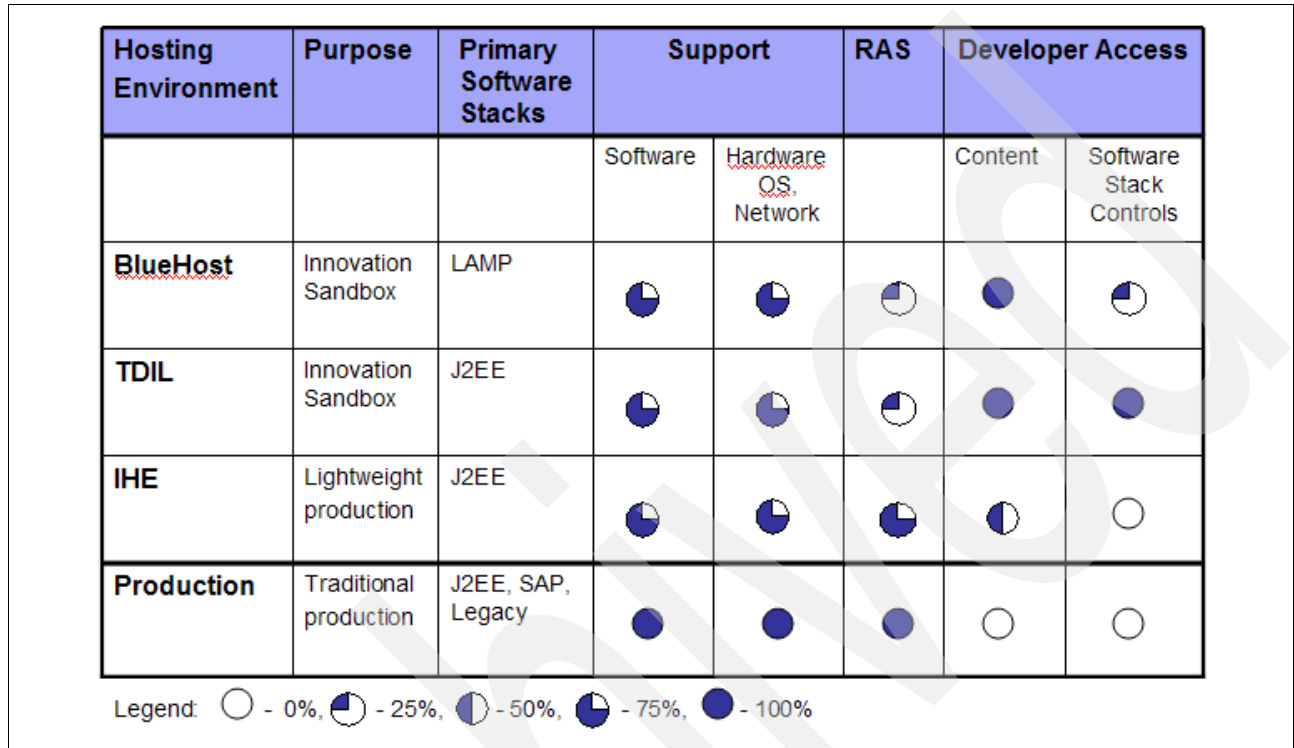 Hosting Environment Purpose Primary Software Stacks Support RAS Developer Access
Software Hardware OS, Network Content Software Stack Controls
BlueHost Innovation Sandbox LAMP
TDIL Innovation Sandbox J2EE
IHE Lightweight production J2EE
Production Traditional production J2EE, SAP, Legacy
Legend: - 0%, - 25%, - 50%, - 75%, - 100%